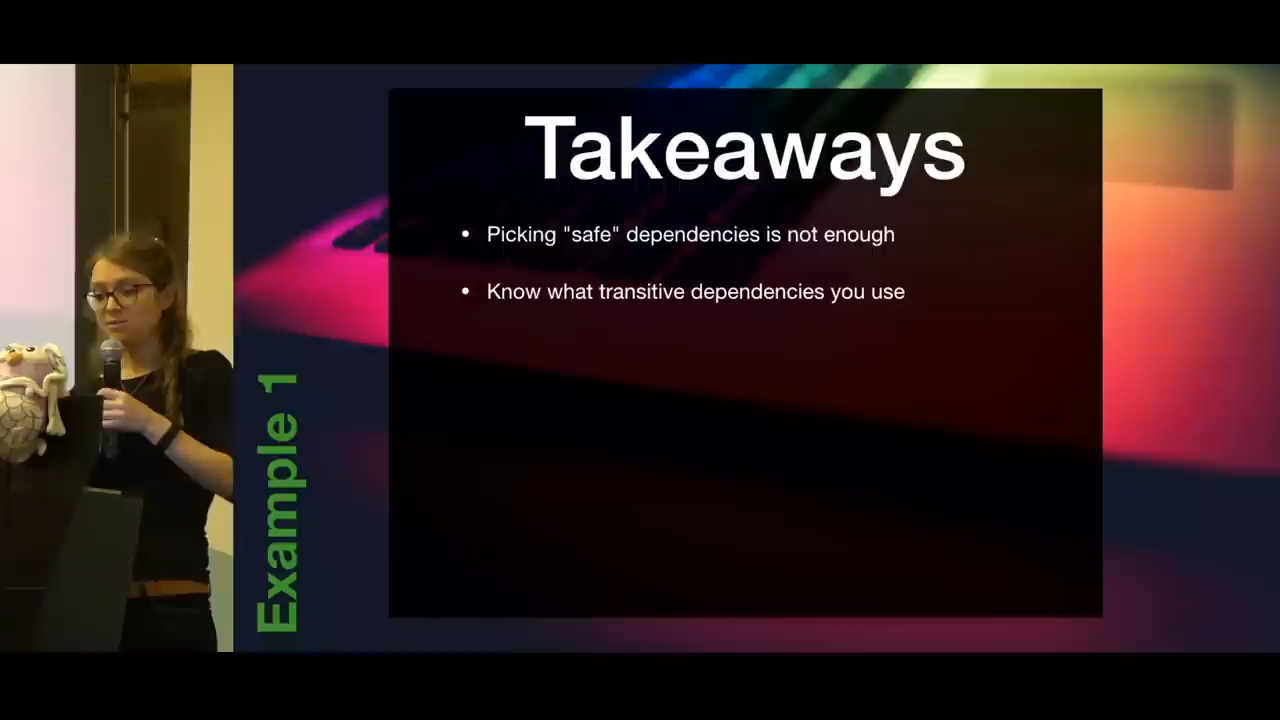 Takeaways
• Picking "safe" dependencies is not enough
• Know what transitive dependencies you use
Example 1